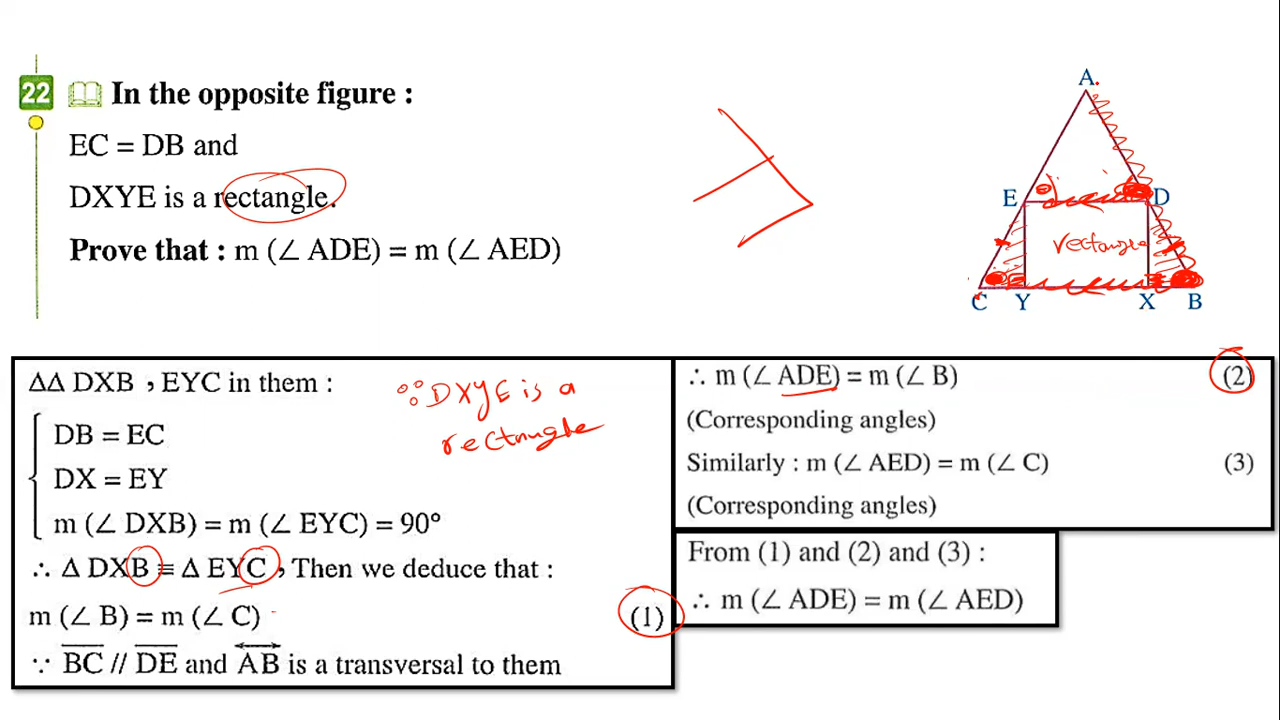 22 In the opposite figure :
EC = DB and
DXYE is a rectangle.
Prove that : m (∠ ADE) = m (∠ AED)
A
E
D
rectangle
C
Y
X
B
∆∆ DXB , EYC in them :
DB = EC
DX = EY
m (∠ DXB) = m (∠ EYC) = 90°
∴ ∆ DXB ≡ ∆ EYC , Then we deduce that :
m (∠ B) = m (∠ C) (1)
∵ BC // DE and AB is a transversal to them
∵ DXYE is a
rectangle
∴ m (∠ ADE) = m (∠ B) (2)
(Corresponding angles)
Similarly : m (∠ AED) = m (∠ C) (3)
(Corresponding angles)
From (1) and (2) and (3) :
∴ m (∠ ADE) = m (∠ AED)